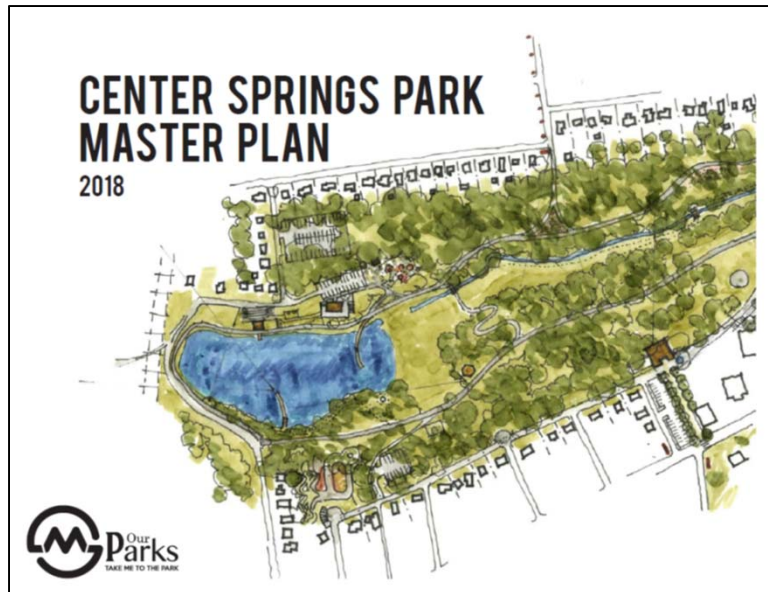 CENTER SPRINGS PARK
MASTER PLAN
2018
Our
Parks
TAKE ME TO THE PARK